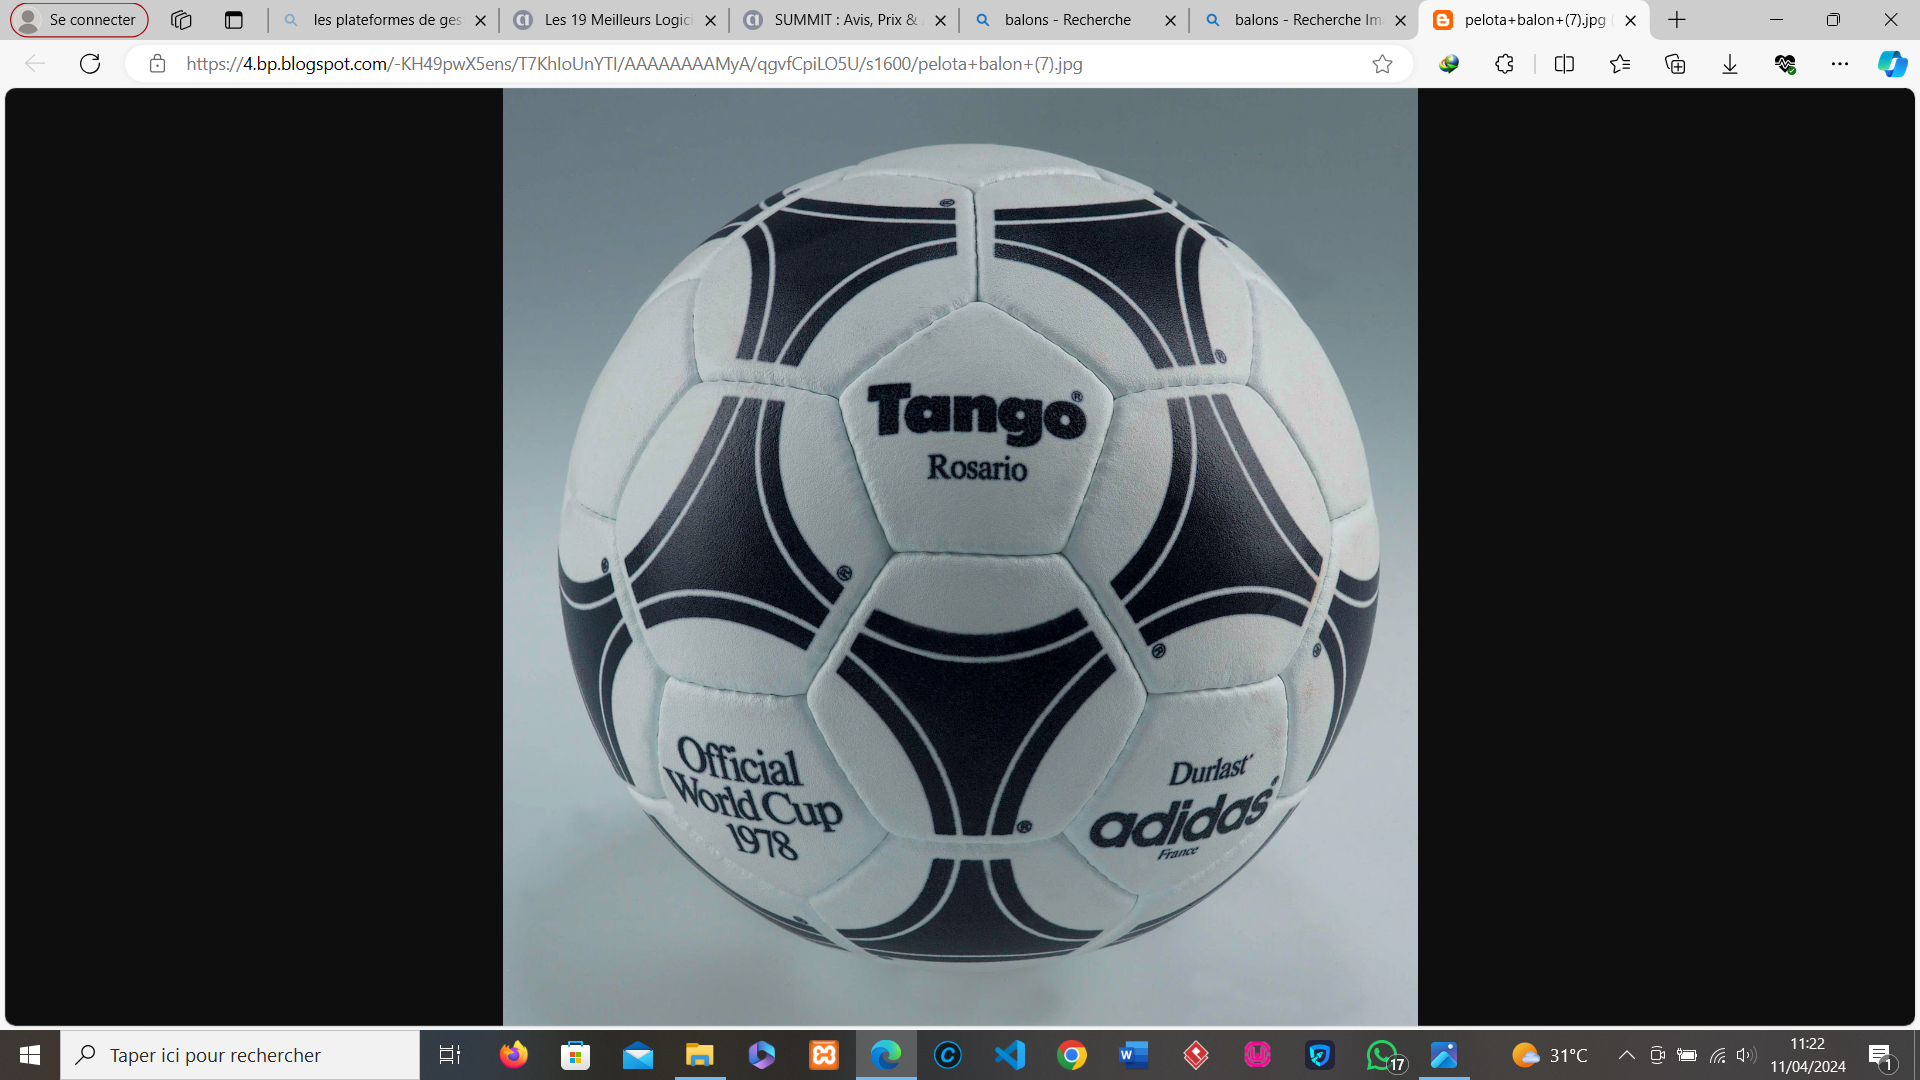 Se connecter
les plateformes de ges
Les 19 Meilleurs Logici
SUMMIT : Avis, Prix &
balons - Recherche
balons - Recherche Im
pelota+balon+(7).jpg
https://4.bp.blogspot.com/-KH49pwX5ens/T7KhIoUnYTI/AAAAAAAAMyA/qgvfCpiLO5U/s1600/pelota+balon+(7).jpg
Tango®
Rosario
Official
World Cup
1978
Durlast
adidas
France
Taper ici pour rechercher
17
31°C
11:22
11/04/2024
1